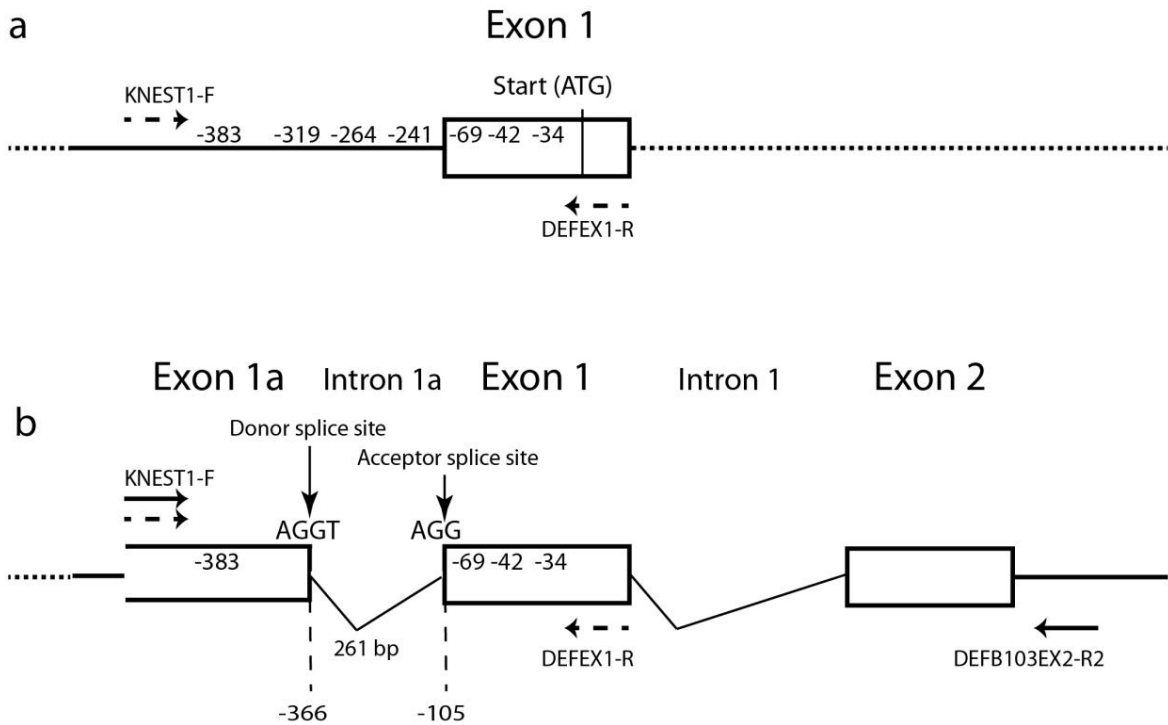 a
Exon 1
Start (ATG)
KNEST1-F
-383 -319 -264 -241 -69 -42 -34
DEFEX1-R
Exon 1a Intron 1a Exon 1 Intron 1 Exon 2
b
Donor splice site
Acceptor splice site
KNEST1-F
AGGT AGG
-383 -69 -42 -34
261 bp DEFEX1-R DEFB103EX2-R2
-366 -105